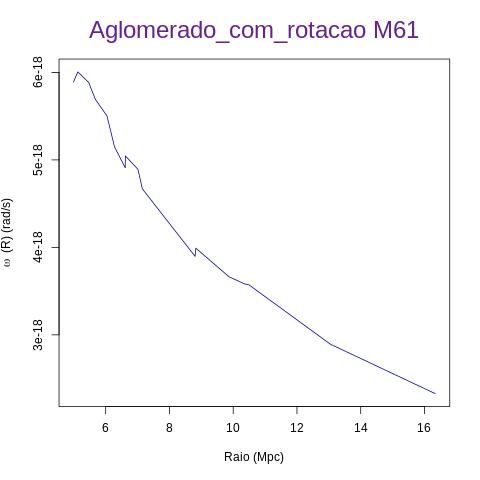 Aglomerado_com_rotacao M61
ω (R) (rad/s)
6e-18
5e-18
4e-18
3e-18
6 8 10 12 14 16
Raio (Mpc)